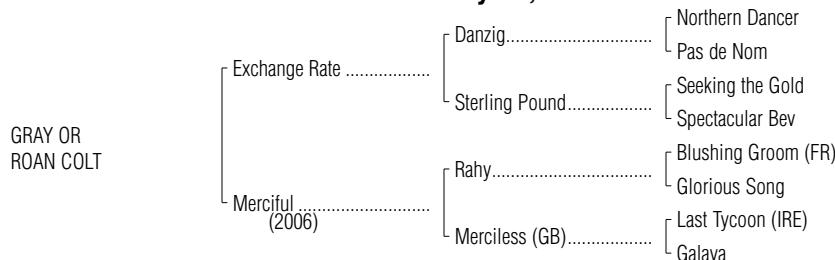 Northern Dancer
Danzig..........................................
Pas de Nom
Exchange Rate ...................
Seeking the Gold
Sterling Pound........................
Spectacular Bev
GRAY OR
ROAN COLT
Blushing Groom (FR)
Rahy..............................................
Glorious Song
Merciful .............................
(2006)
Last Tycoon (IRE)
Merciless (GB)........................
Galava